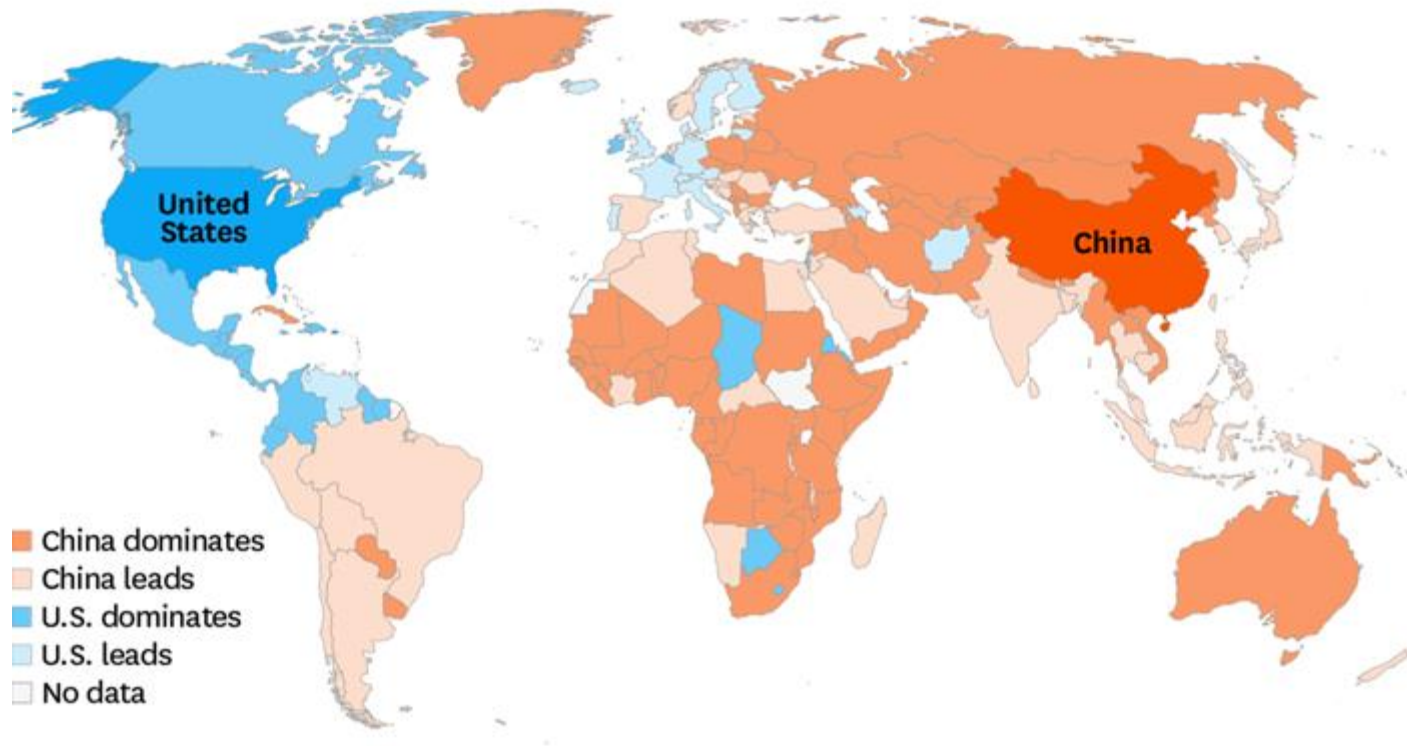 United
States
China
China dominates
China leads
U.S. dominates
U.S. leads
No data